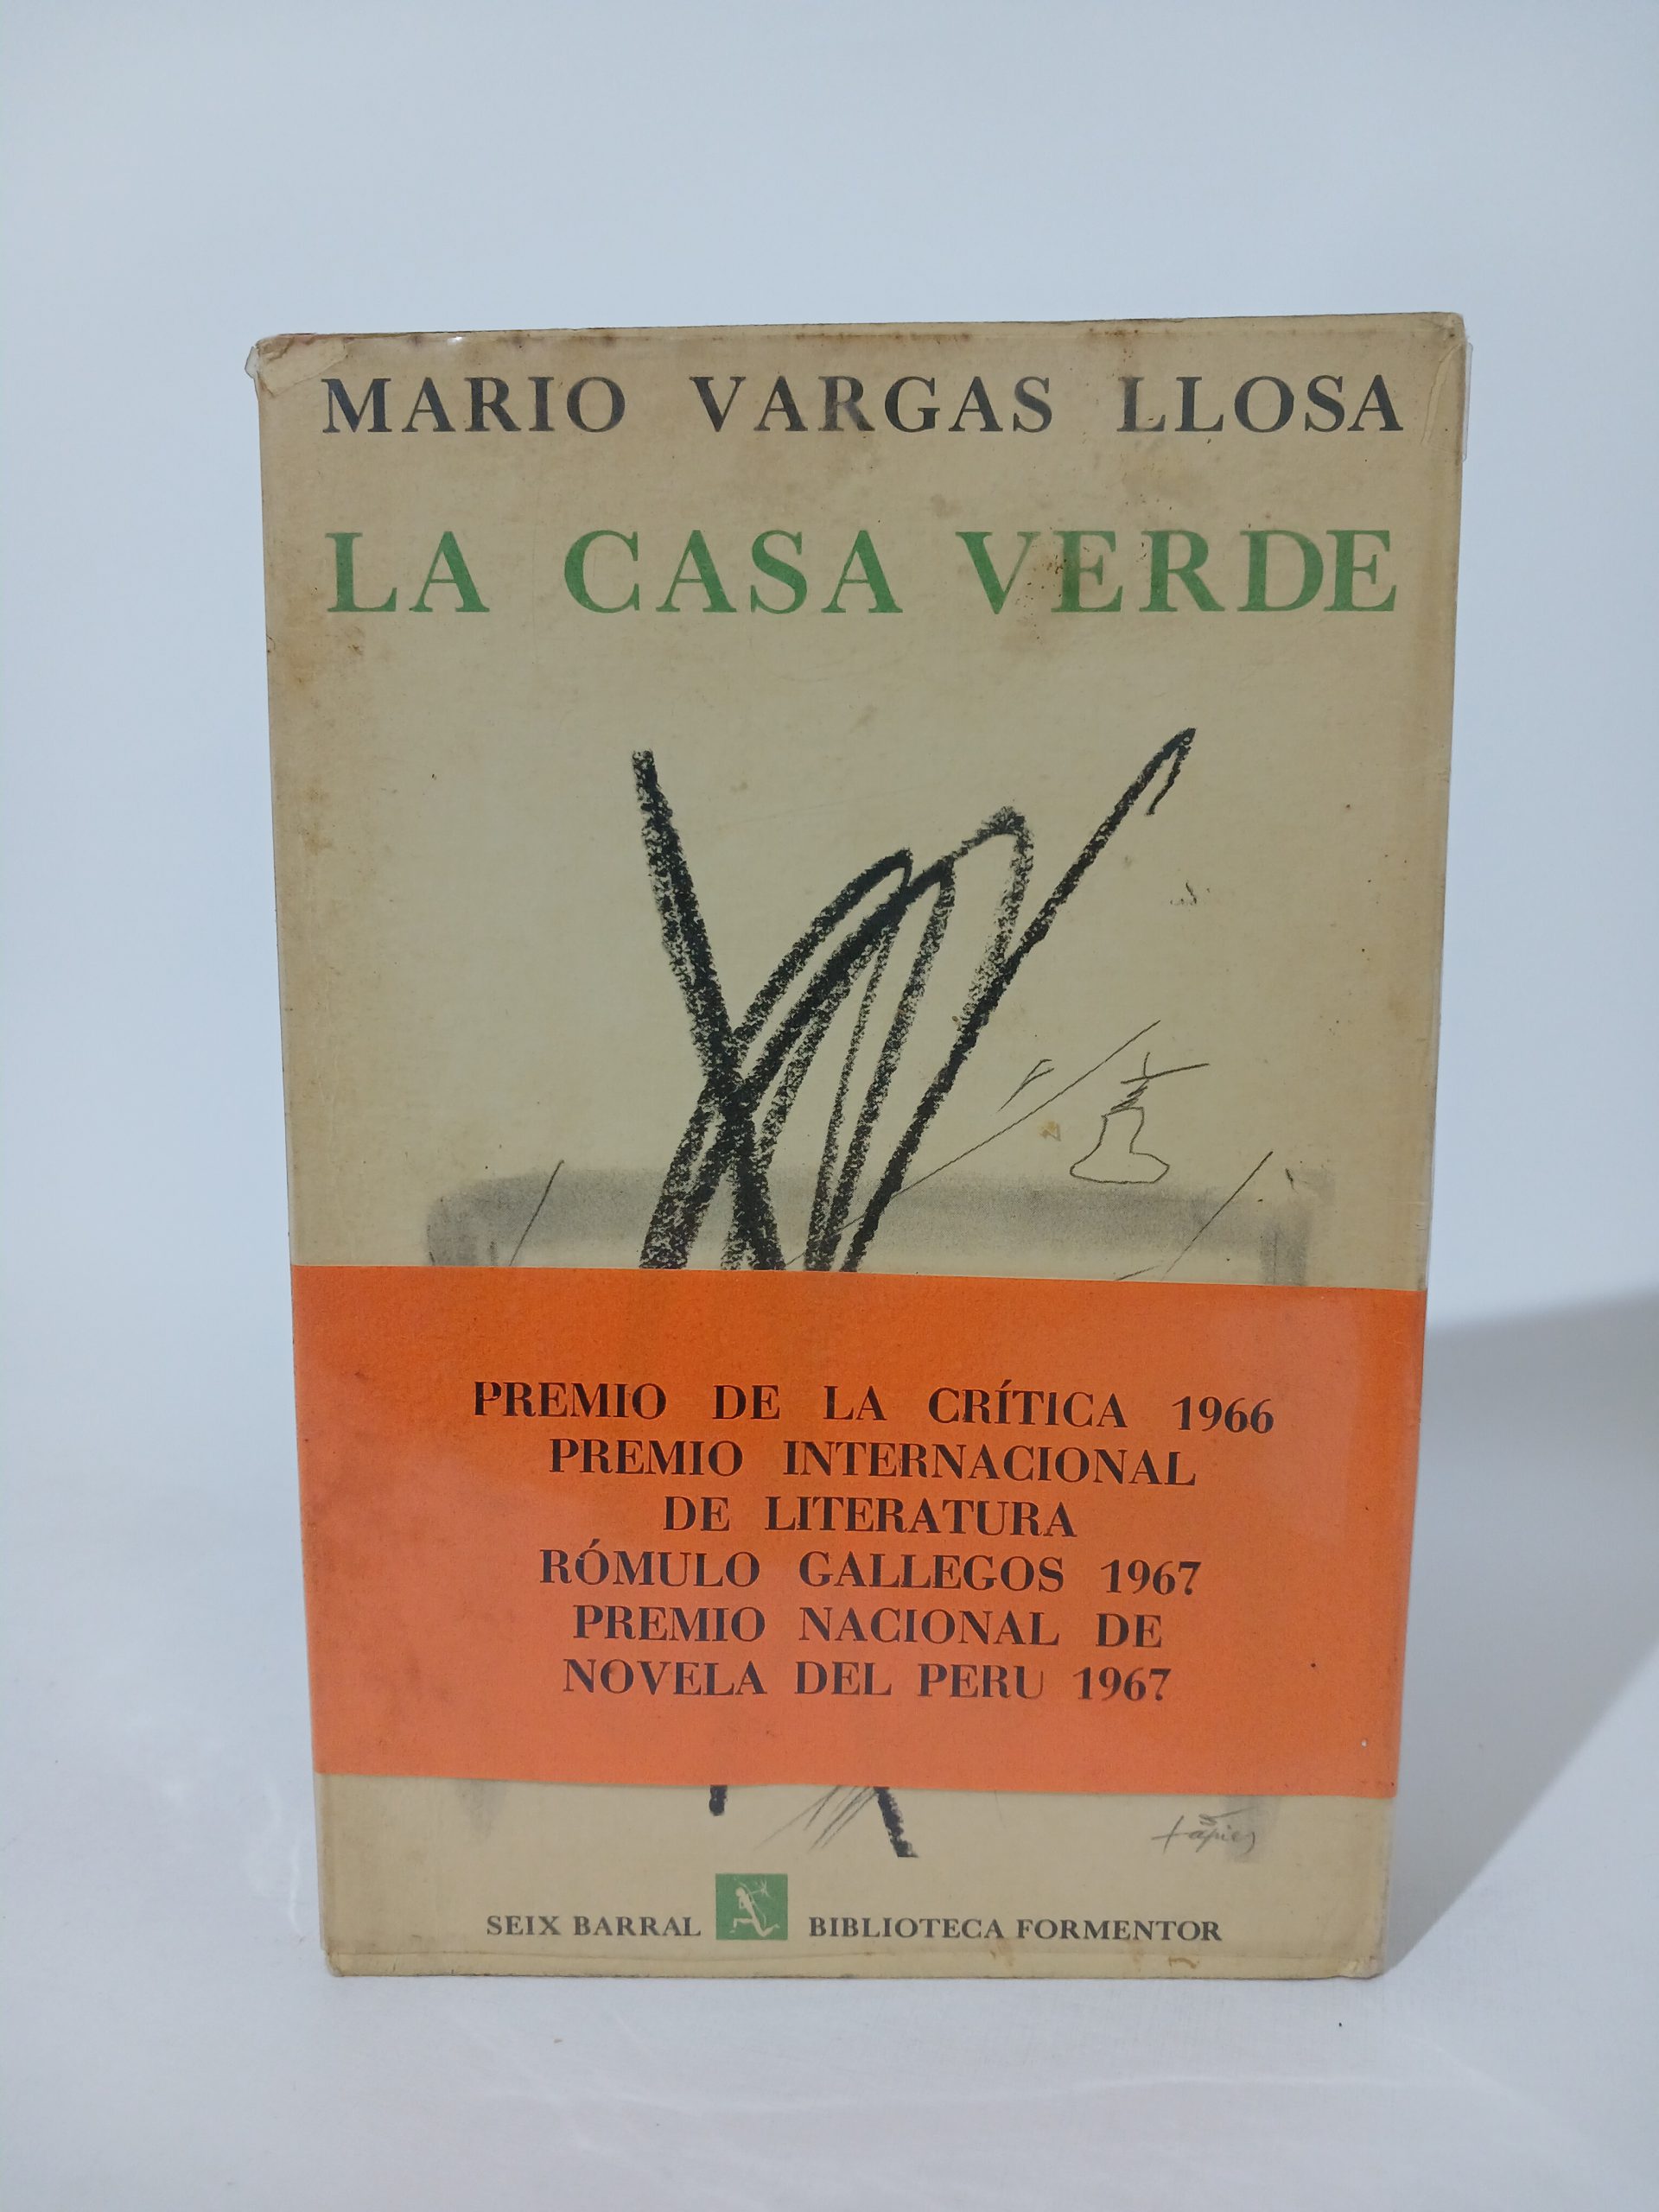 MARIO VARGAS LLOSA
LA CASA VERDE
PREMIO DE LA CRÍTICA 1966
PREMIO INTERNACIONAL
DE LITERATURA
RÓMULO GALLEGOS 1967
PREMIO NACIONAL DE
NOVELA DEL PERU 1967
tàpies
SEIX BARRAL BIBLIOTECA FORMENTOR